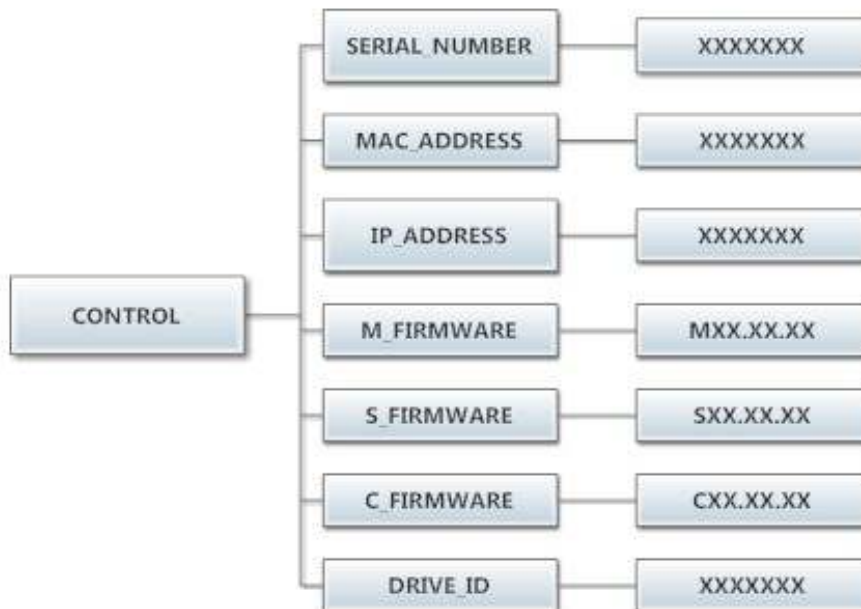 SERIAL_NUMBER XXXXXXX
MAC_ADDRESS XXXXXXX
IP_ADDRESS XXXXXXX
CONTROL
M_FIRMWARE MXX.XX.XX
S_FIRMWARE SXX.XX.XX
C_FIRMWARE CXX.XX.XX
DRIVE_ID XXXXXXX